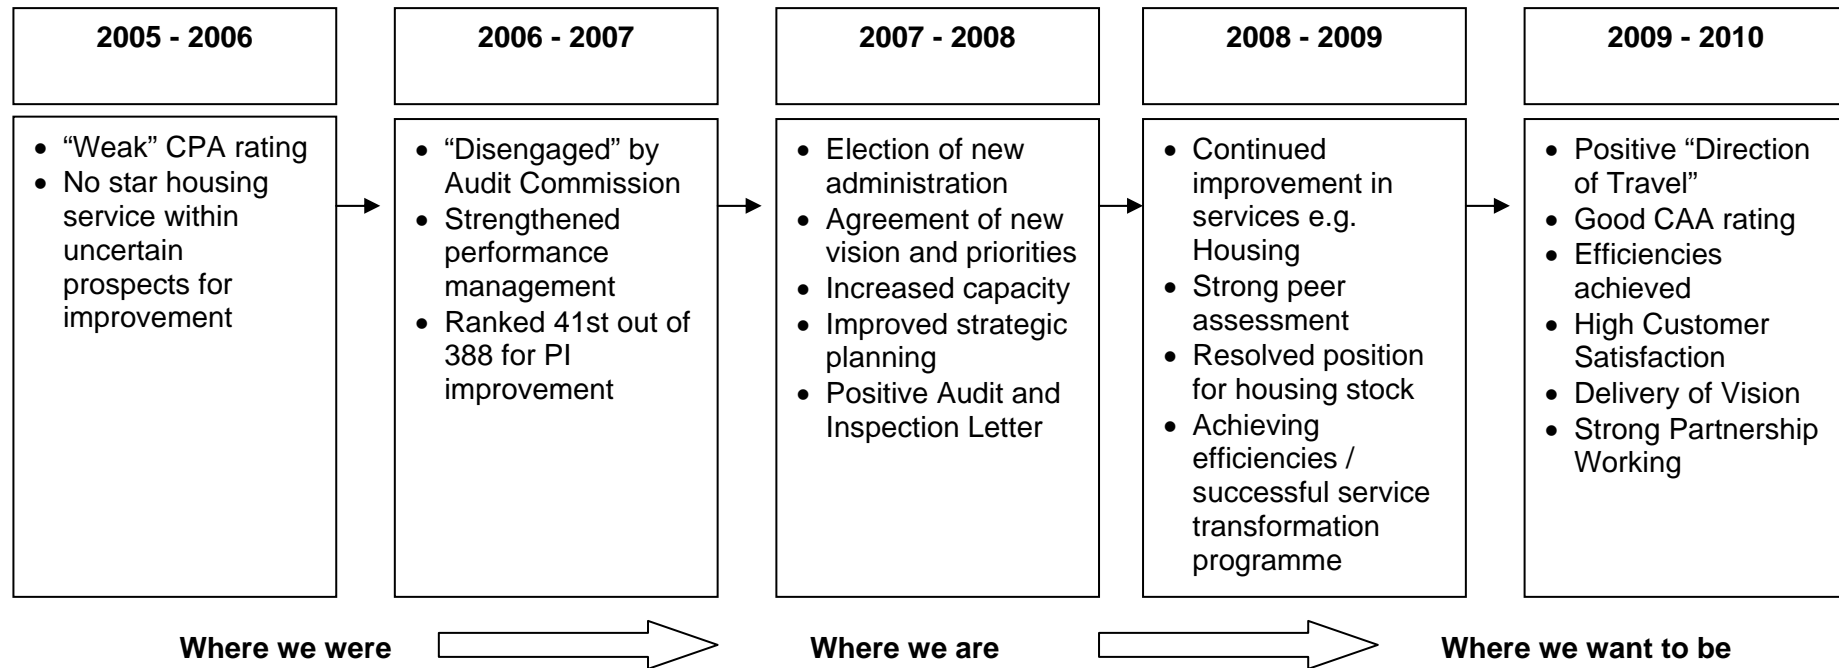 2005 - 2006
2006 - 2007
2007 - 2008
2008 - 2009
2009 - 2010
• “Weak” CPA rating
• No star housing
service within
uncertain
prospects for
improvement
• “Disengaged” by
Audit Commission
• Strengthened
performance
management
• Ranked 41st out of
388 for PI
improvement
• Election of new
administration
• Agreement of new
vision and priorities
• Increased capacity
• Improved strategic
planning
• Positive Audit and
Inspection Letter
• Continued
improvement in
services e.g.
Housing
• Strong peer
assessment
• Resolved position
for housing stock
• Achieving
efficiencies /
successful service
transformation
programme
• Positive “Direction
of Travel”
• Good CAA rating
• Efficiencies
achieved
• High Customer
Satisfaction
• Delivery of Vision
• Strong Partnership
Working
Where we were
Where we are
Where we want to be